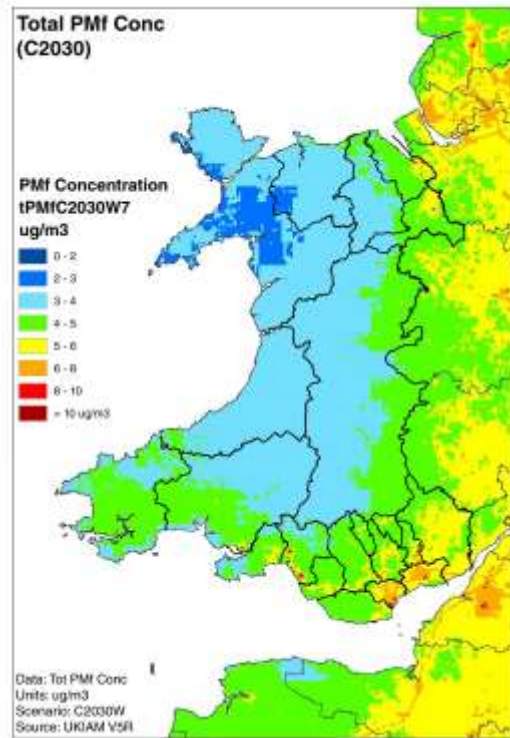 Total PMf Conc
(C2030)
PMf Concentration
tPMfC2030W7
ug/m3
0 - 2
2 - 3
3 - 4
4 - 5
5 - 6
6 - 8
8 - 10
> 10 ug/m3
Data: Tot PMf Conc
Units: ug/m3
Scenario: C2030W
Source: UKIAM V5R